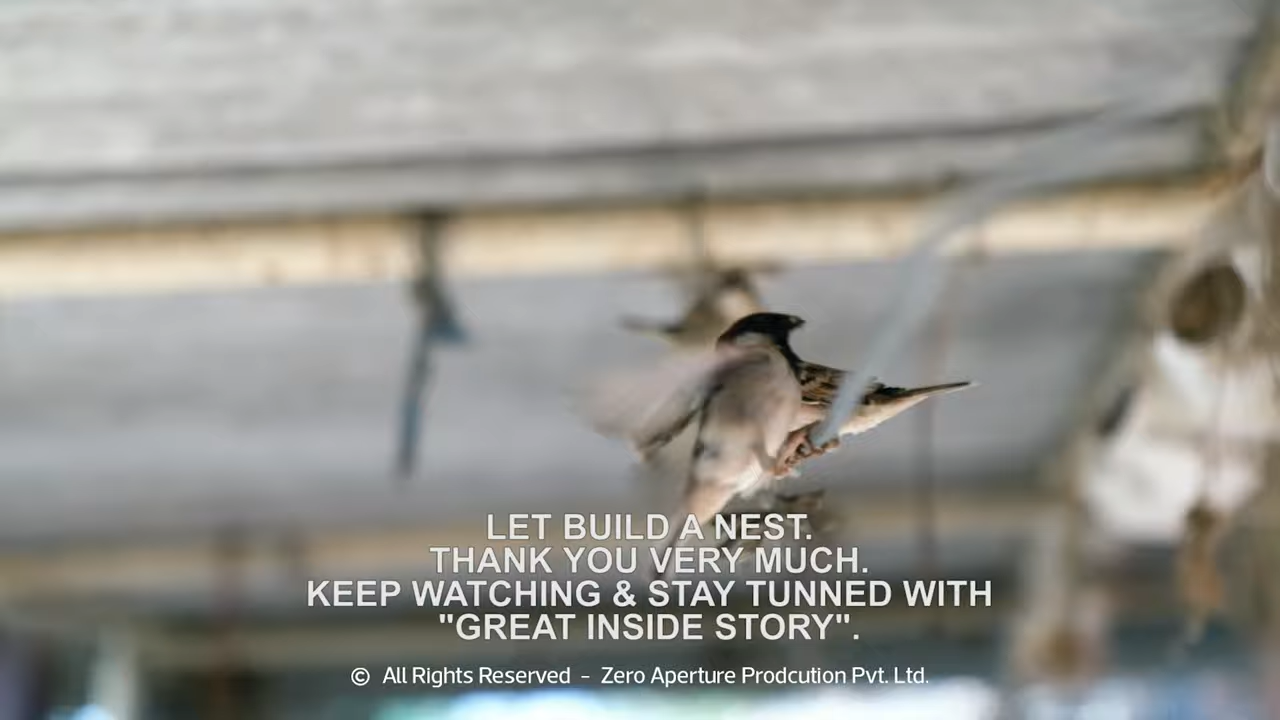 LET BUILD A NEST.
THANK YOU VERY MUCH.
KEEP WATCHING & STAY TUNNED WITH
"GREAT INSIDE STORY".
© All Rights Reserved - Zero Aperture Prodcution Pvt. Ltd.